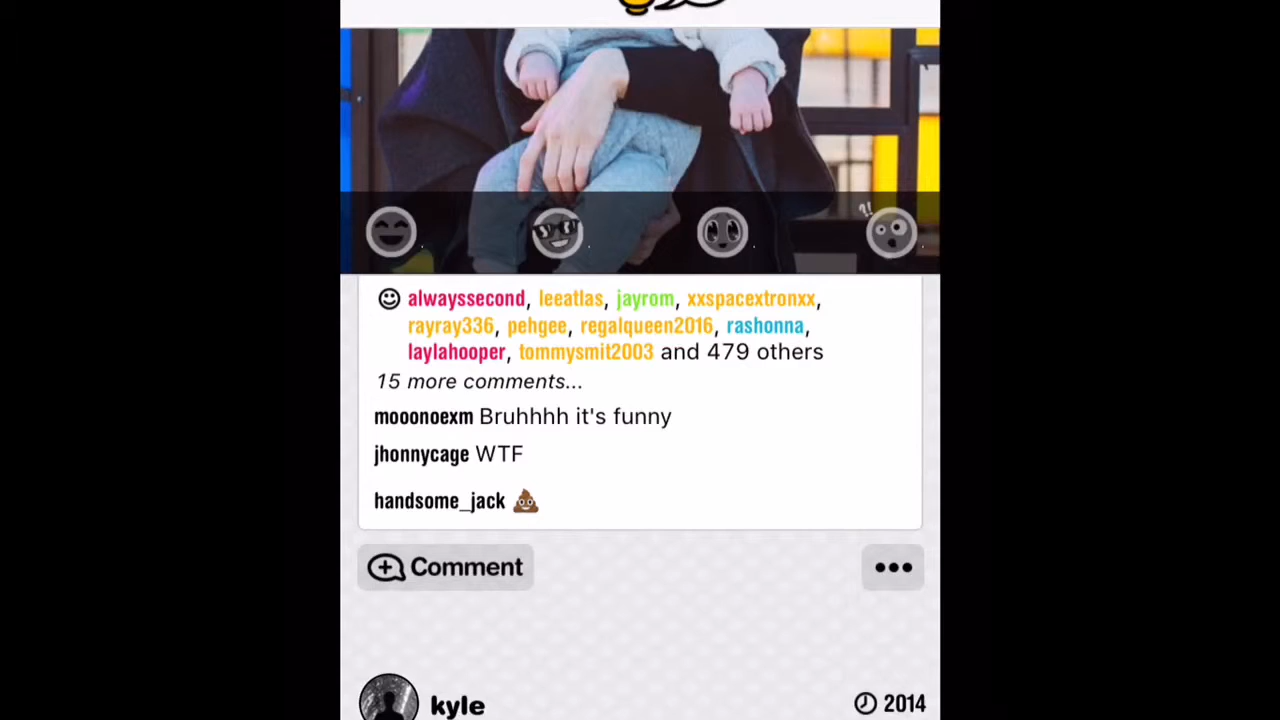 alwayssecond, leeatlas, jayrom, xxspacextronxx,
rayray336, pehgee, regalqueen2016, rashonna,
laylahooper, tommysmit2003 and 479 others
15 more comments...
mooonoexm Bruhhhh it's funny
jhonnycage WTF
handsome_jack 💩
Comment
kyle 2014